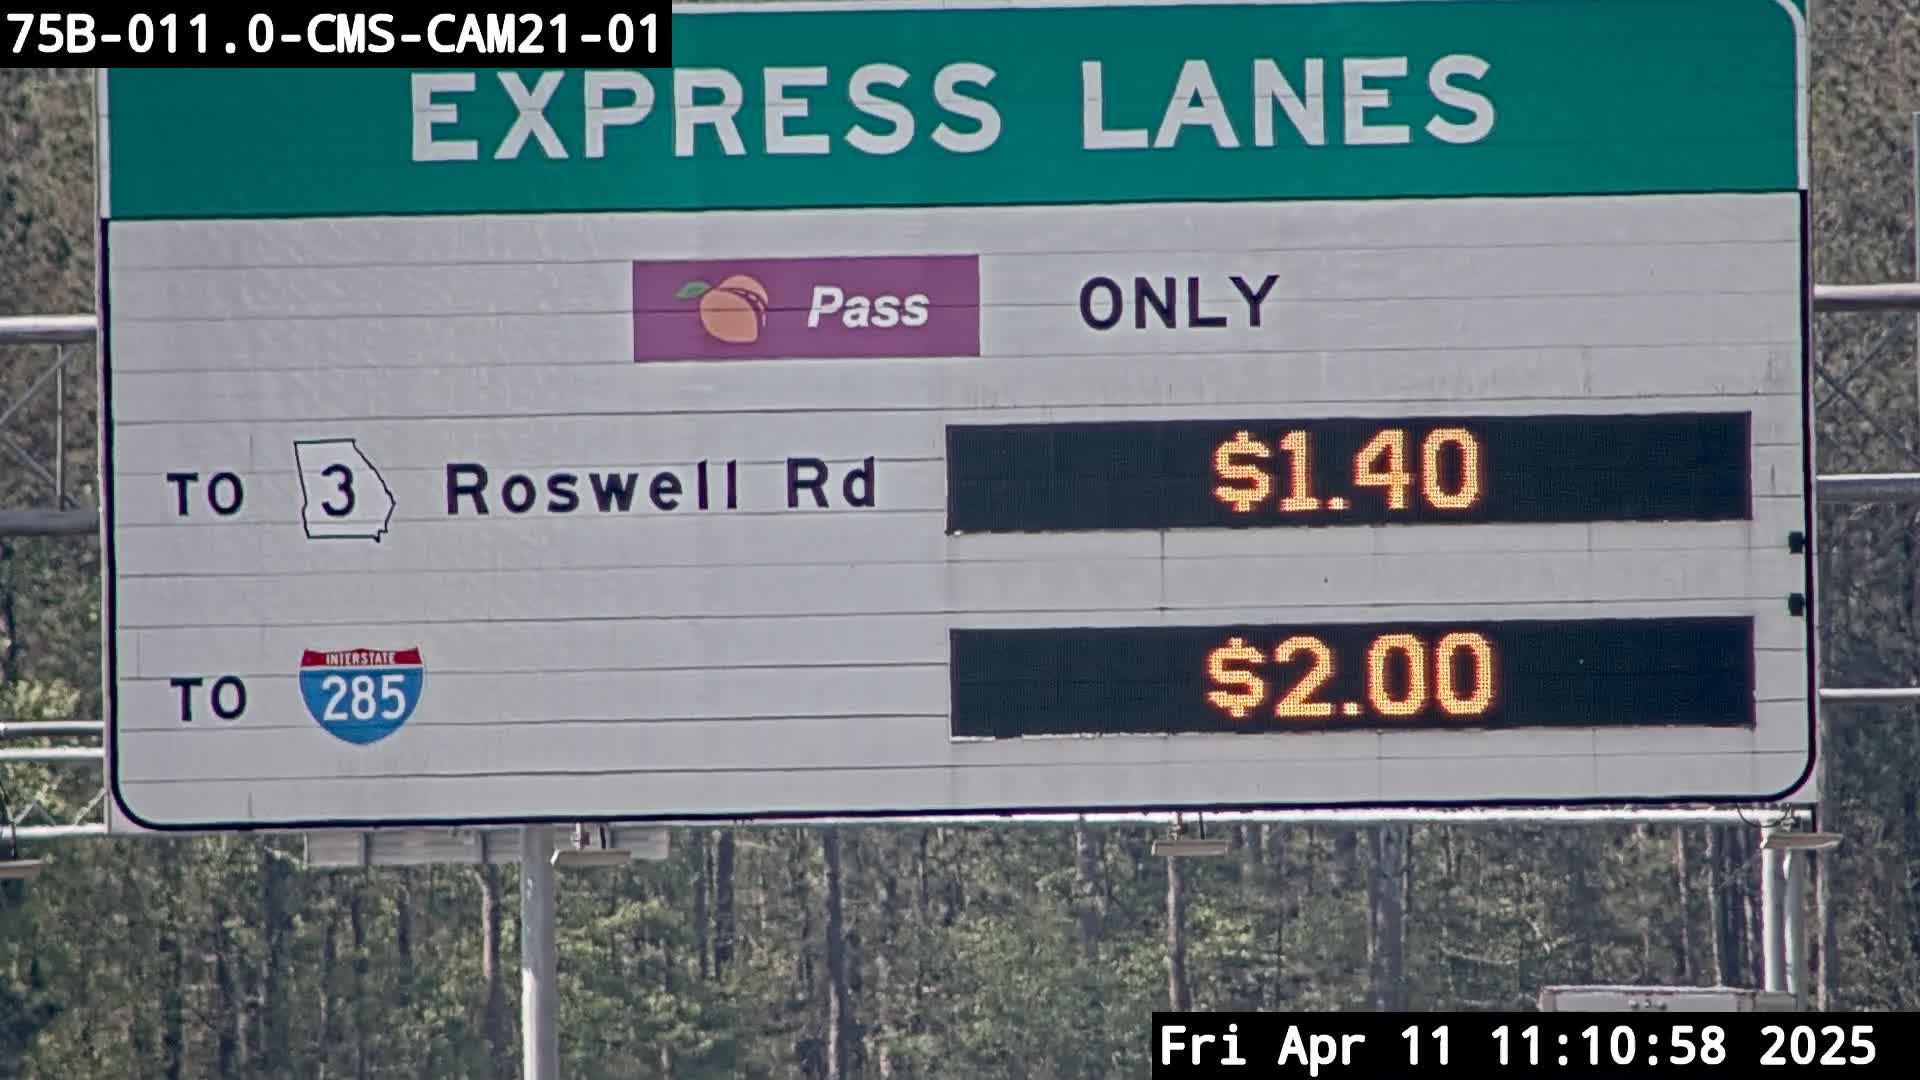 75B-011.0-CMS-CAM21-01
EXPRESS LANES
Pass ONLY
TO 3 Roswell Rd $1.40
INTERSTATE
TO 285 $2.00
Fri Apr 11 11:10:58 2025